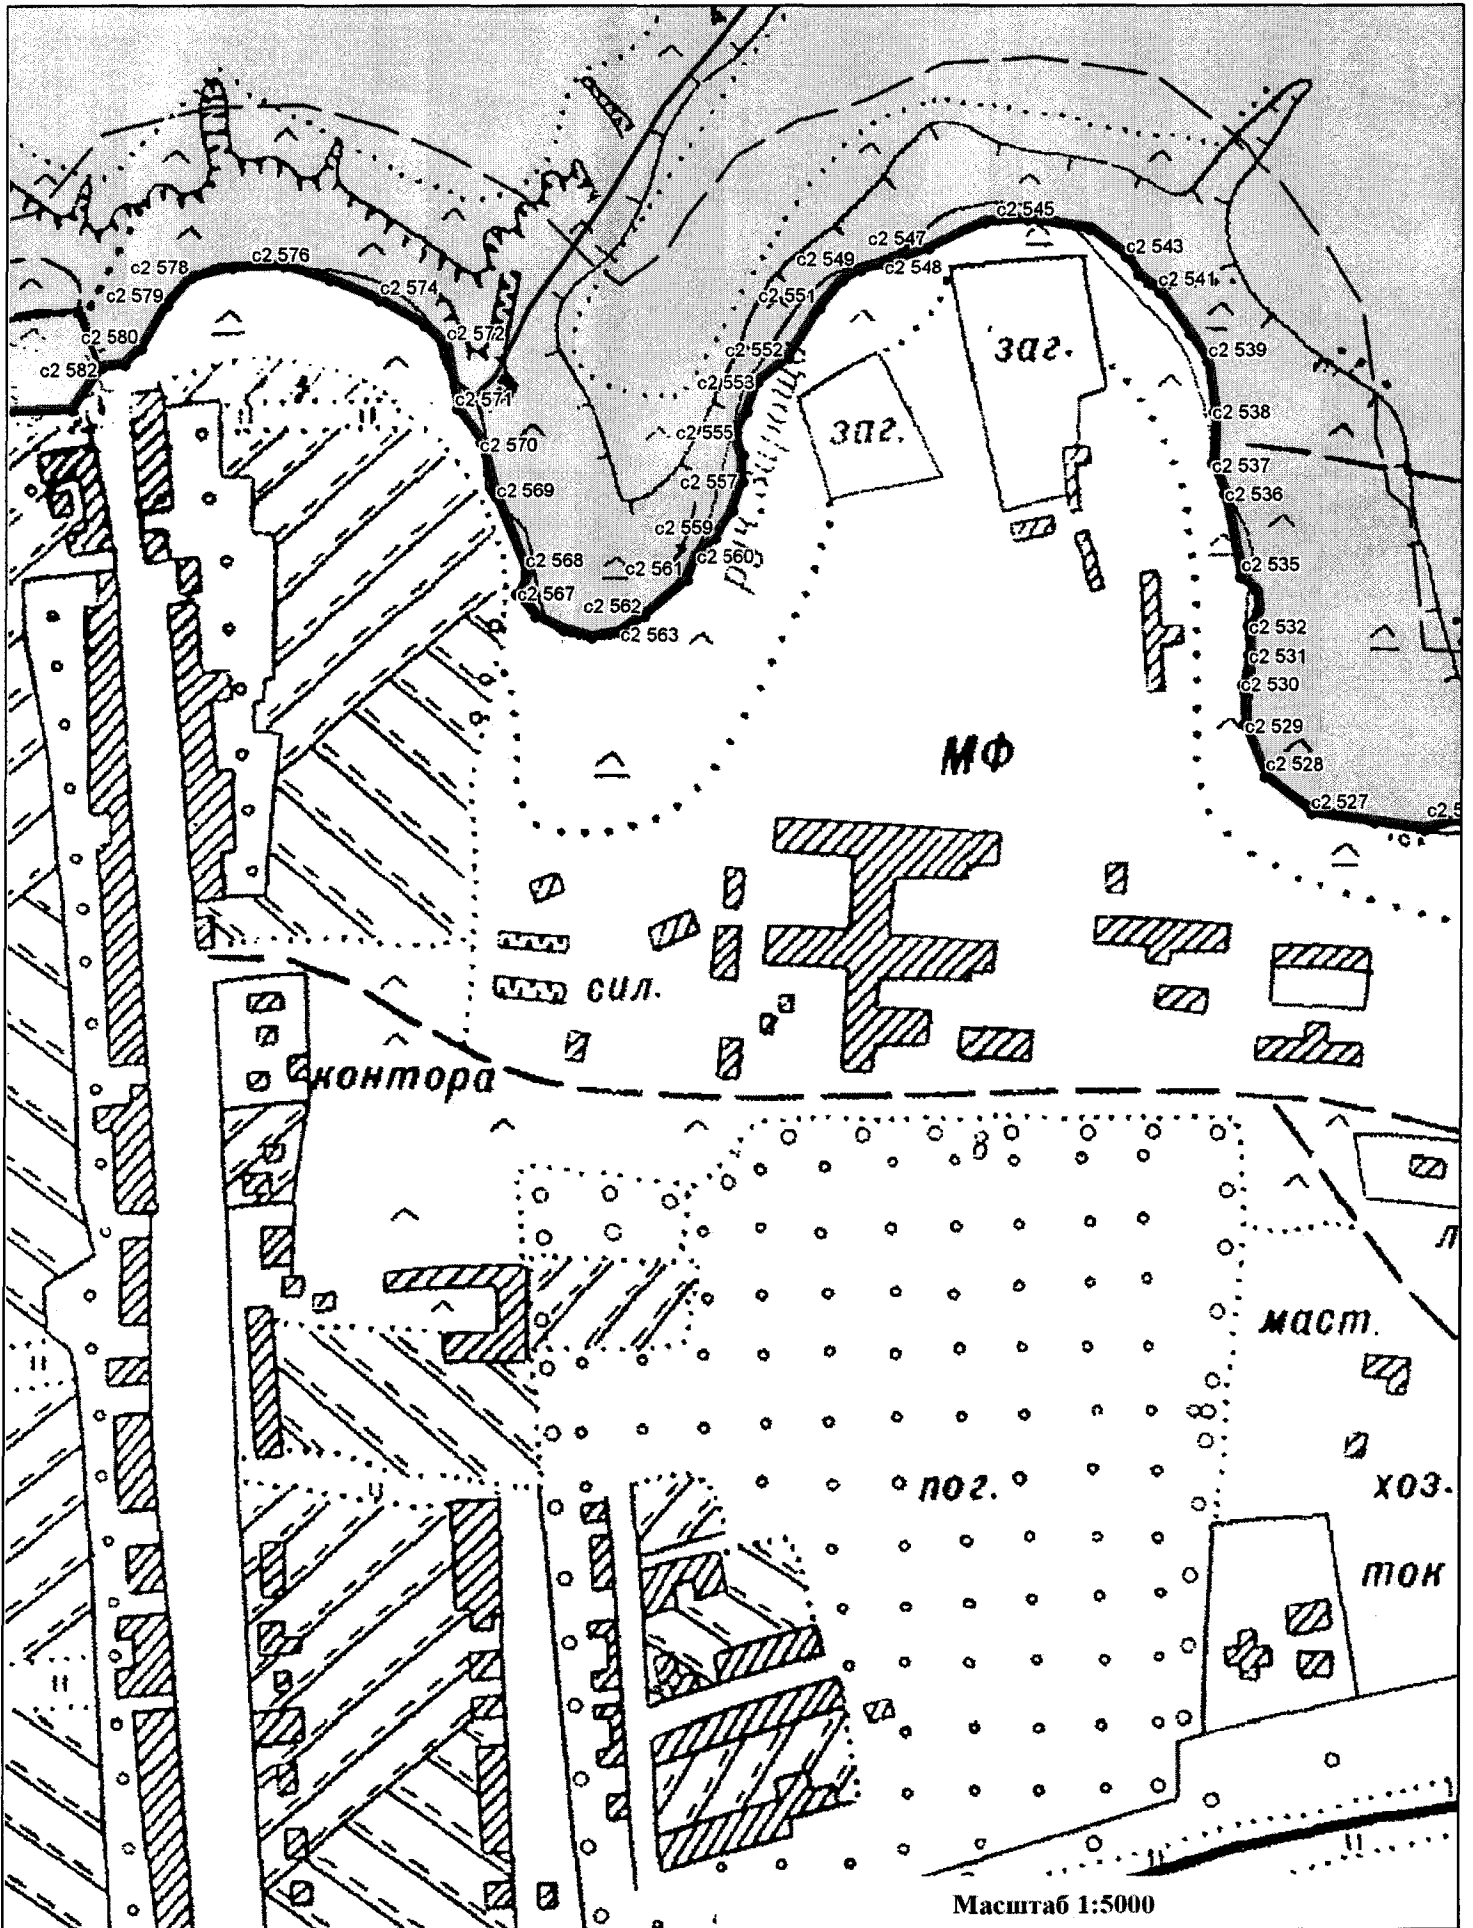 с2 545
с2 543
с2 547
с2 548
с2 549
с2 541
с2 576
с2 578
с2 579
с2 574
с2 551
с2 580
с2 572
с2 552
с2 539
заг.
с2 582
с2 553
с2 571
с2 538
с2 555
заг.
с2 570
с2 537
с2 557
с2 569
с2 536
с2 559
с2 560
с2 568
с2 561
с2 535
с2 567
с2 562
с2 563
с2 532
с2 531
с2 530
с2 529
МФ
с2 528
с2 527
сил.
контора
8
маст.
пог.
хоз.
ток
Масштаб 1:5000